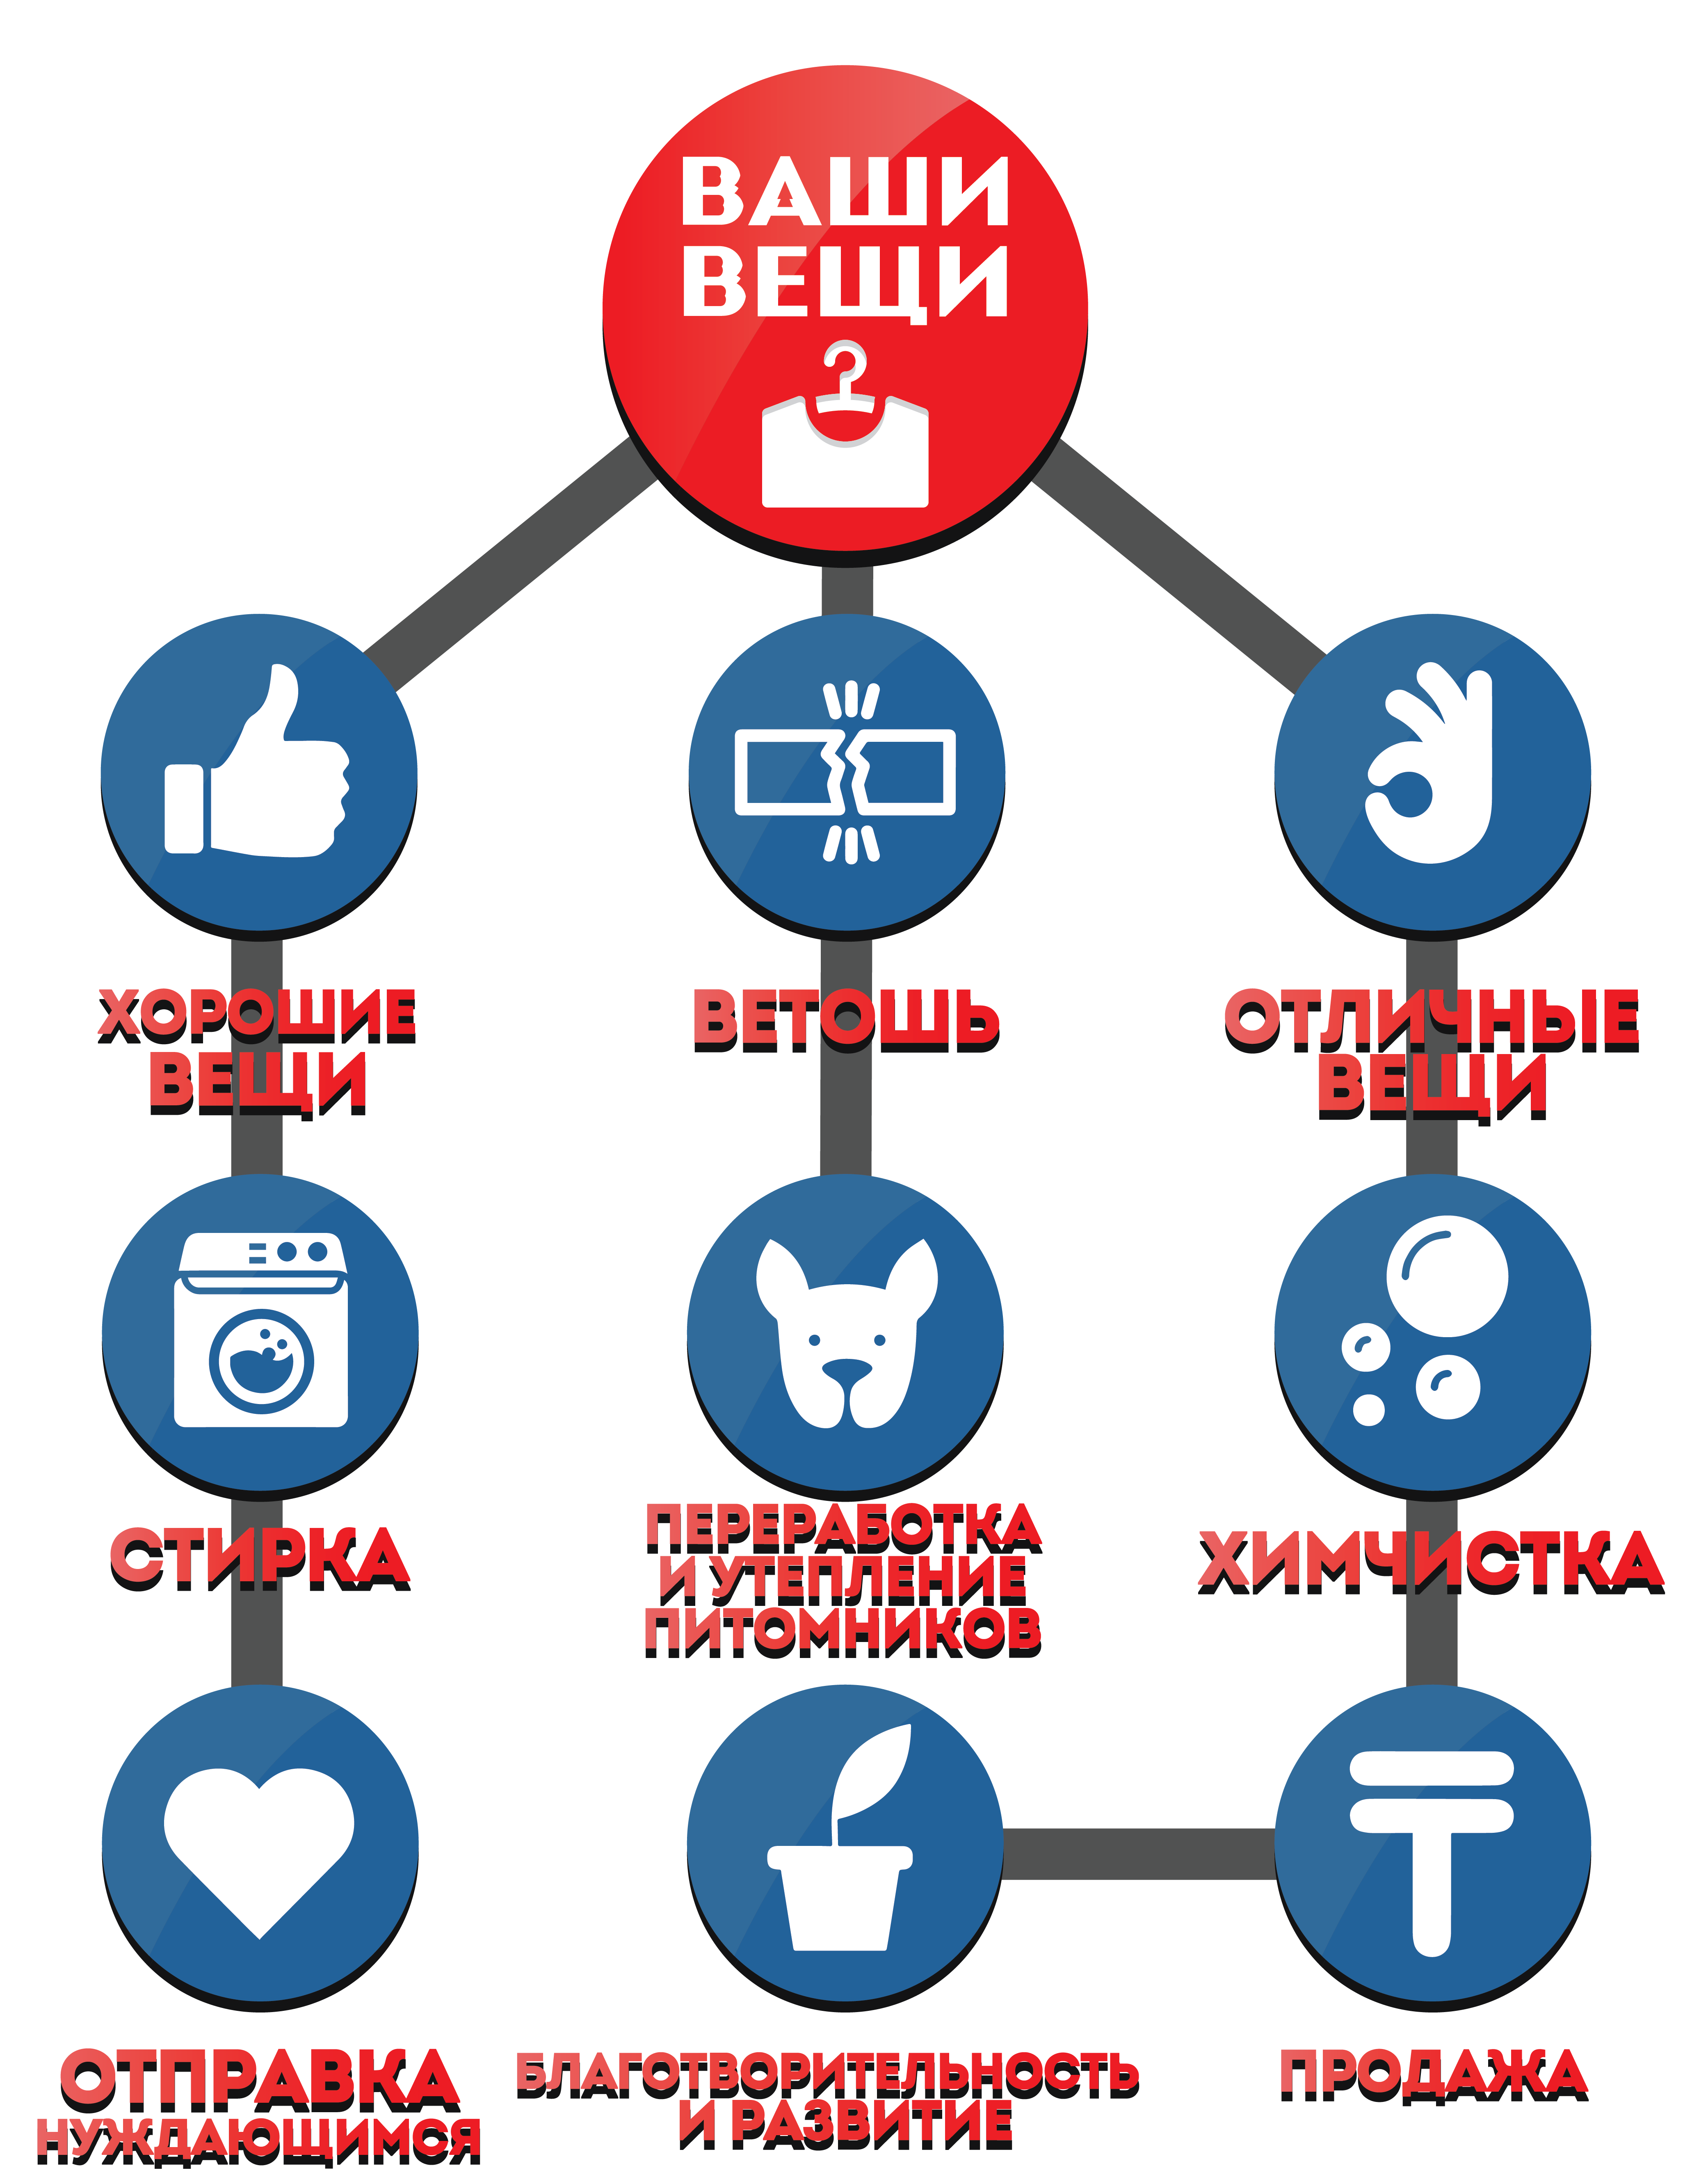 ВАШИ
ВЕЩИ
ХОРОШИЕ
ВЕЩИ
ВЕТОШЬ
ОТЛИЧНЫЕ
ВЕЩИ
СТИРКА
ПЕРЕРАБОТКА
И УТЕПЛЕНИЕ
ПИТОМНИКОВ
ХИМЧИСТКА
ОТПРАВКА
НУЖДАЮЩИМСЯ
БЛАГОТВОРИТЕЛЬНОСТЬ
И РАЗВИТИЕ
ПРОДАЖА